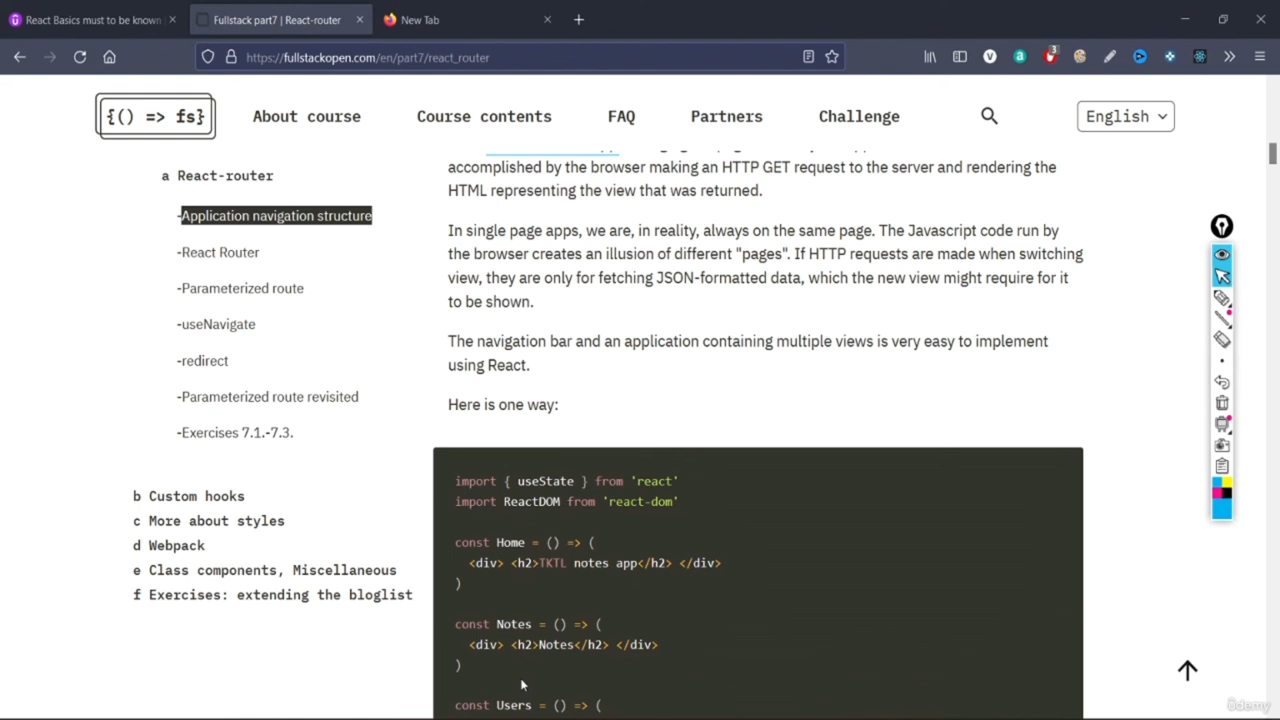 React Basics must to be known
Fullstack part7 | React-router
New Tab
https://fullstackopen.com/en/part7/react_router
3
{() => fs}
About course
Course contents
FAQ
Partners
Challenge
English
a React-router
-Application navigation structure
-React Router
-Parameterized route
-useNavigate
-redirect
-Parameterized route revisited
-Exercises 7.1.-7.3.
b Custom hooks
c More about styles
d Webpack
e Class components, Miscellaneous
f Exercises: extending the bloglist
accomplished by the browser making an HTTP GET request to the server and rendering the
HTML representing the view that was returned.
In single page apps, we are, in reality, always on the same page. The Javascript code run by
the browser creates an illusion of different "pages". If HTTP requests are made when switching
view, they are only for fetching JSON-formatted data, which the new view might require for it
to be shown.
The navigation bar and an application containing multiple views is very easy to implement
using React.
Here is one way:
import { useState } from 'react'
import ReactDOM from 'react-dom'
const Home = () => (
<div> <h2>TKTL notes app</h2> </div>
)
const Notes = () => (
<div> <h2>Notes</h2> </div>
)
const Users = () => (
ûdemy